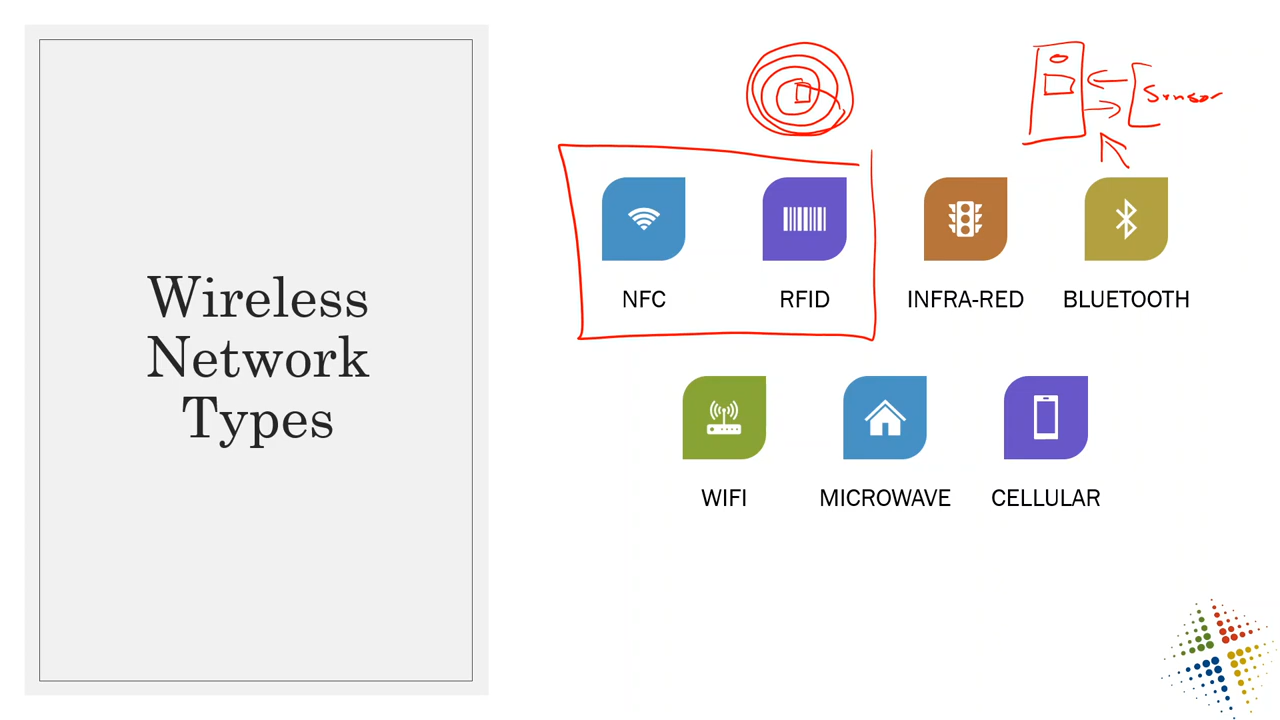 Wireless
Network
Types
Sensor
NFC
RFID
INFRA-RED
BLUETOOTH
WIFI
MICROWAVE
CELLULAR